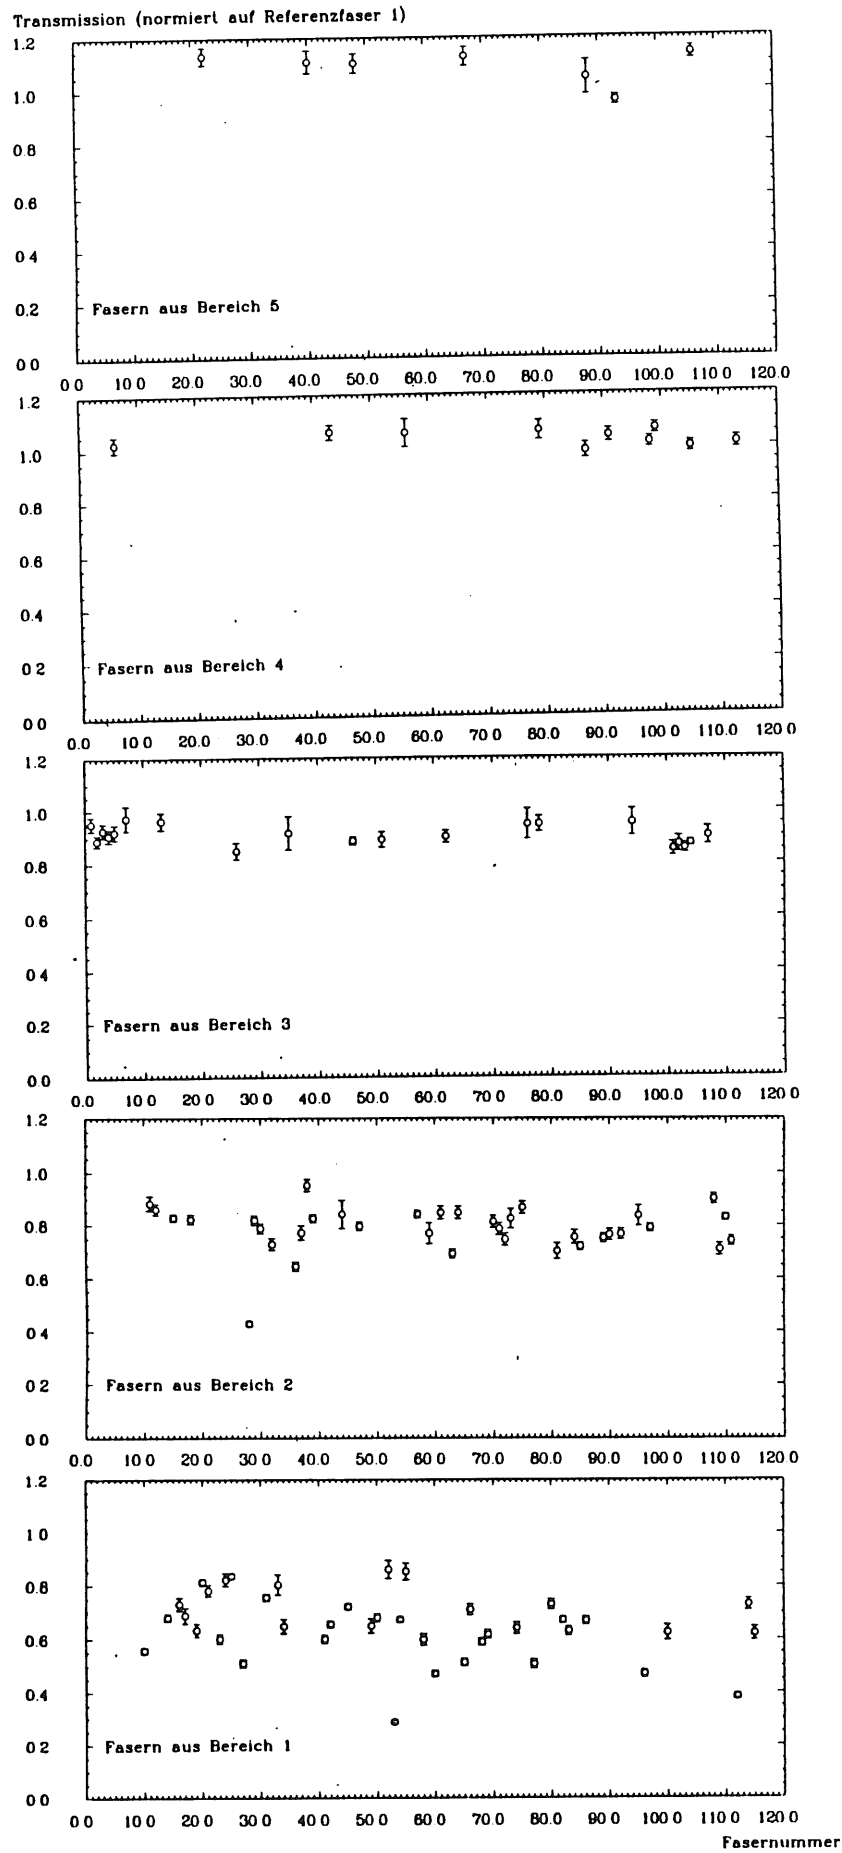 Transmission (normiert auf Referenzfaser 1)
1.2
1.0
0.8
0.6
0 4
0.2
0 0
Fasern aus Bereich 5
0 0 10 0 20.0 30.0 40 0 50 0 60 0 70.0 80.0 90.0 100.0 110 0 120.0
1.2
1.0
0.8
0.6
0.4
0 2
0 0
Fasern aus Bereich 4
0.0 10 0 20.0 30.0 40.0 50.0 60.0 70.0 80.0 90.0 100.0 110.0 120.0
1.2
1.0
0.8
0.6
0 4
0.2
0.0
Fasern aus Bereich 3
0.0 10 0 20.0 30.0 40.0 50.0 60.0 70.0 80 0 90.0 100.0 110.0 120 0
1.2
1.0
0.8
0.6
0 4
0 2
0 0
Fasern aus Bereich 2
0.0 10 0 20.0 30.0 40.0 50.0 60.0 70.0 80.0 90.0 100 0 110 0 120.0
1.2
1 0
0.8
0.6
0.4
0 2
0 0
Fasern aus Bereich 1
0 0 10 0 20 0 30.0 40 0 50.0 60.0 70.0 80.0 90.0 100.0 110 0 120 0
Fasernummer